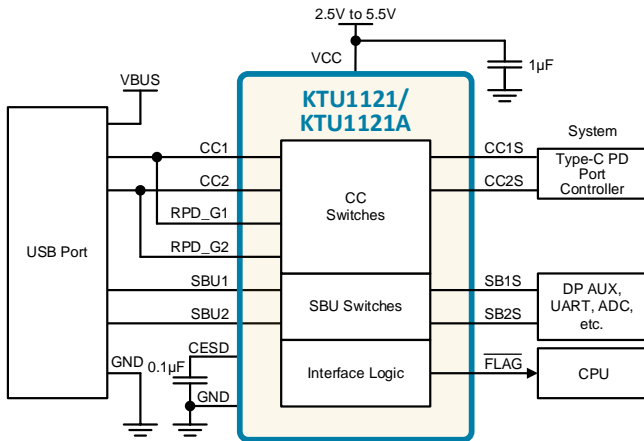 2.5V to 5.5V
VCC
1µF
VBUS
KTU1121/
KTU1121A
System
CC1
CC1S
Type-C PD
Port
Controller
CC2
CC2S
CC
Switches
RPD_G1
RPD_G2
USB Port
SBU1
SBU Switches
SB1S
DP AUX,
UART, ADC,
etc.
SBU2
SB2S
CESD
GND
0.1µF
Interface Logic
FLAG
CPU
GND